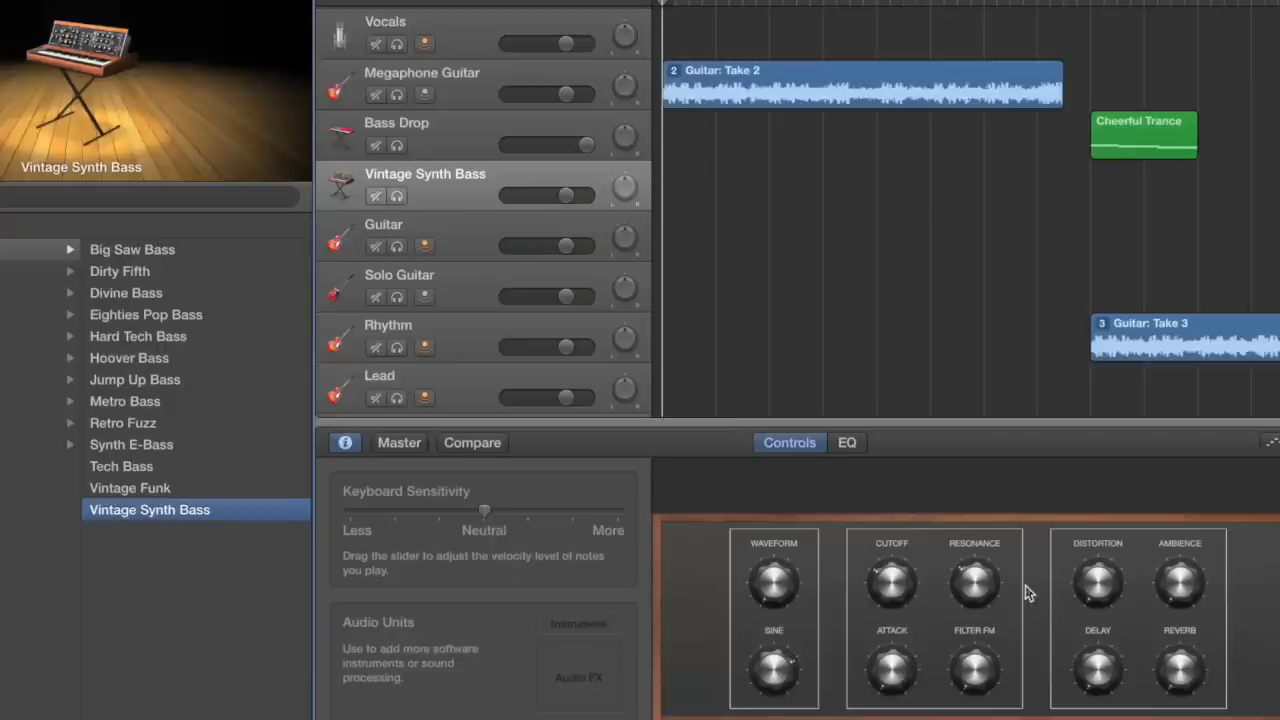 Vintage Synth Bass
Big Saw Bass
Dirty Fifth
Divine Bass
Eighties Pop Bass
Hard Tech Bass
Hoover Bass
Jump Up Bass
Metro Bass
Retro Fuzz
Synth E-Bass
Tech Bass
Vintage Funk
Vintage Synth Bass
Vocals
L R
Megaphone Guitar
L R
Bass Drop
L R
Vintage Synth Bass
L R
Guitar
L R
Solo Guitar
L R
Rhythm
L R
Lead
L R
2 Guitar: Take 2
Cheerful Trance
3 Guitar: Take 3
i Master Compare Controls EQ
Keyboard Sensitivity
Less Neutral More
Drag the slider to adjust the velocity level of notes
you play.
Audio Units
Use to add more software
instruments or sound
processing.
Instrument
Audio FX
WAVEFORM CUTOFF RESONANCE DISTORTION AMBIENCE
SINE ATTACK FILTER FM DELAY REVERB